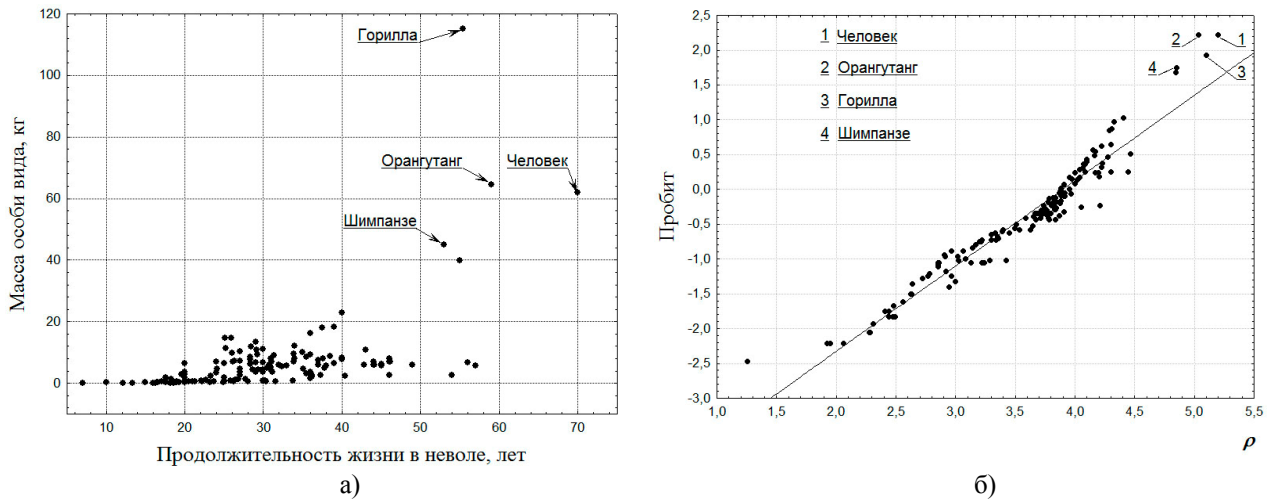 120
100
80
60
40
20
0
Масса особи вида, кг
Горилла
Орангутанг
Человек
Шимпанзе
10 20 30 40 50 60 70
Продолжительность жизни в неволе, лет
а)
2,5
2,0
1,5
1,0
0,5
0,0
-0,5
-1,0
-1,5
-2,0
-2,5
-3,0
Пробит
1 Человек
2 Орангутанг
3 Горилла
4 Шимпанзе
2
1
4
3
1,0 1,5 2,0 2,5 3,0 3,5 4,0 4,5 5,0 5,5
ρ
б)